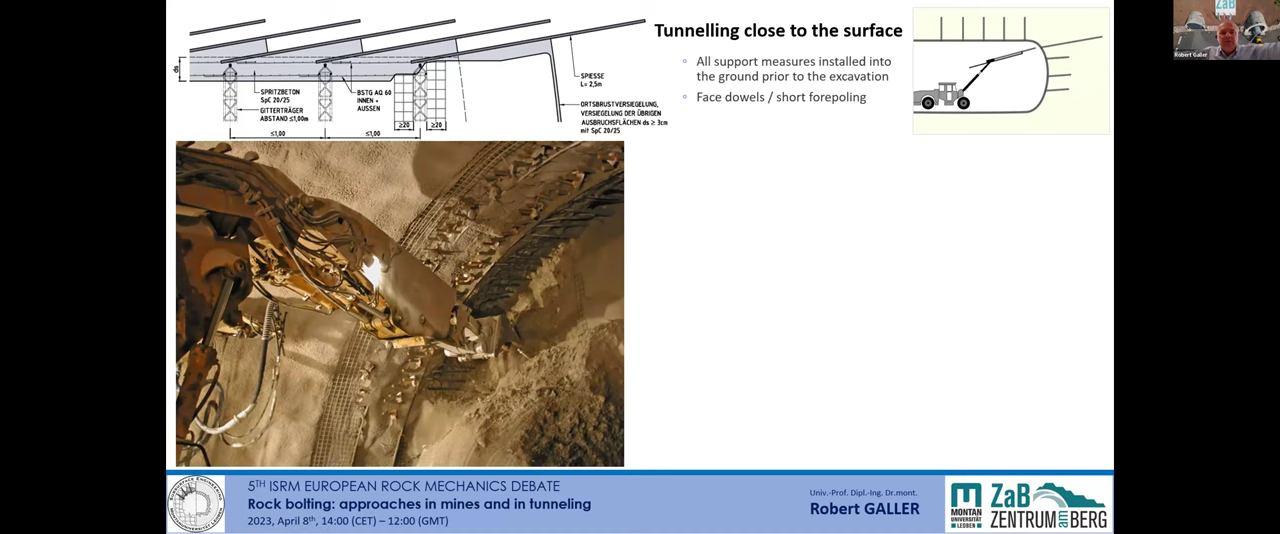 Tunnelling close to the surface
All support measures installed into
the ground prior to the excavation
Face dowels / short forepoling
ds
SPRITZBETON
SpC 20/25
GITTERTRÄGER
ABSTAND ≤1,00m
BSTG AQ 60
INNEN +
AUSSEN
SPIESSE
L= 2,5m
ORTSBRUSTVERSIEGELUNG,
VERSIEGELUNG DER ÜBRIGEN
AUSBRUCHSFLÄCHEN ds ≥ 3cm
mit SpC 20/25
≥20 ≥20
≤1,00 ≤1,00
ZaB
Robert Galler
5TH ISRM EUROPEAN ROCK MECHANICS DEBATE
Rock bolting: approaches in mines and in tunneling
2023, April 8th, 14:00 (CET) – 12:00 (GMT)
Univ.-Prof. Dipl.-Ing. Dr.mont.
Robert GALLER
MONTAN
UNIVERSITÄT
LEOBEN
ZaB
ZENTRUM am BERG